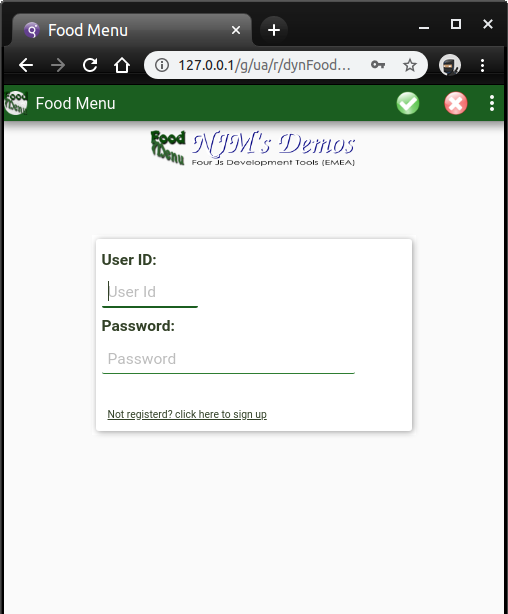 Food Menu
127.0.0.1/g/ua/r/dynFood...
Food Menu
Food Menu
NJM's Demos
Four Js Development Tools (EMEA)
User ID:
User Id
Password:
Password
Not registerd? click here to sign up